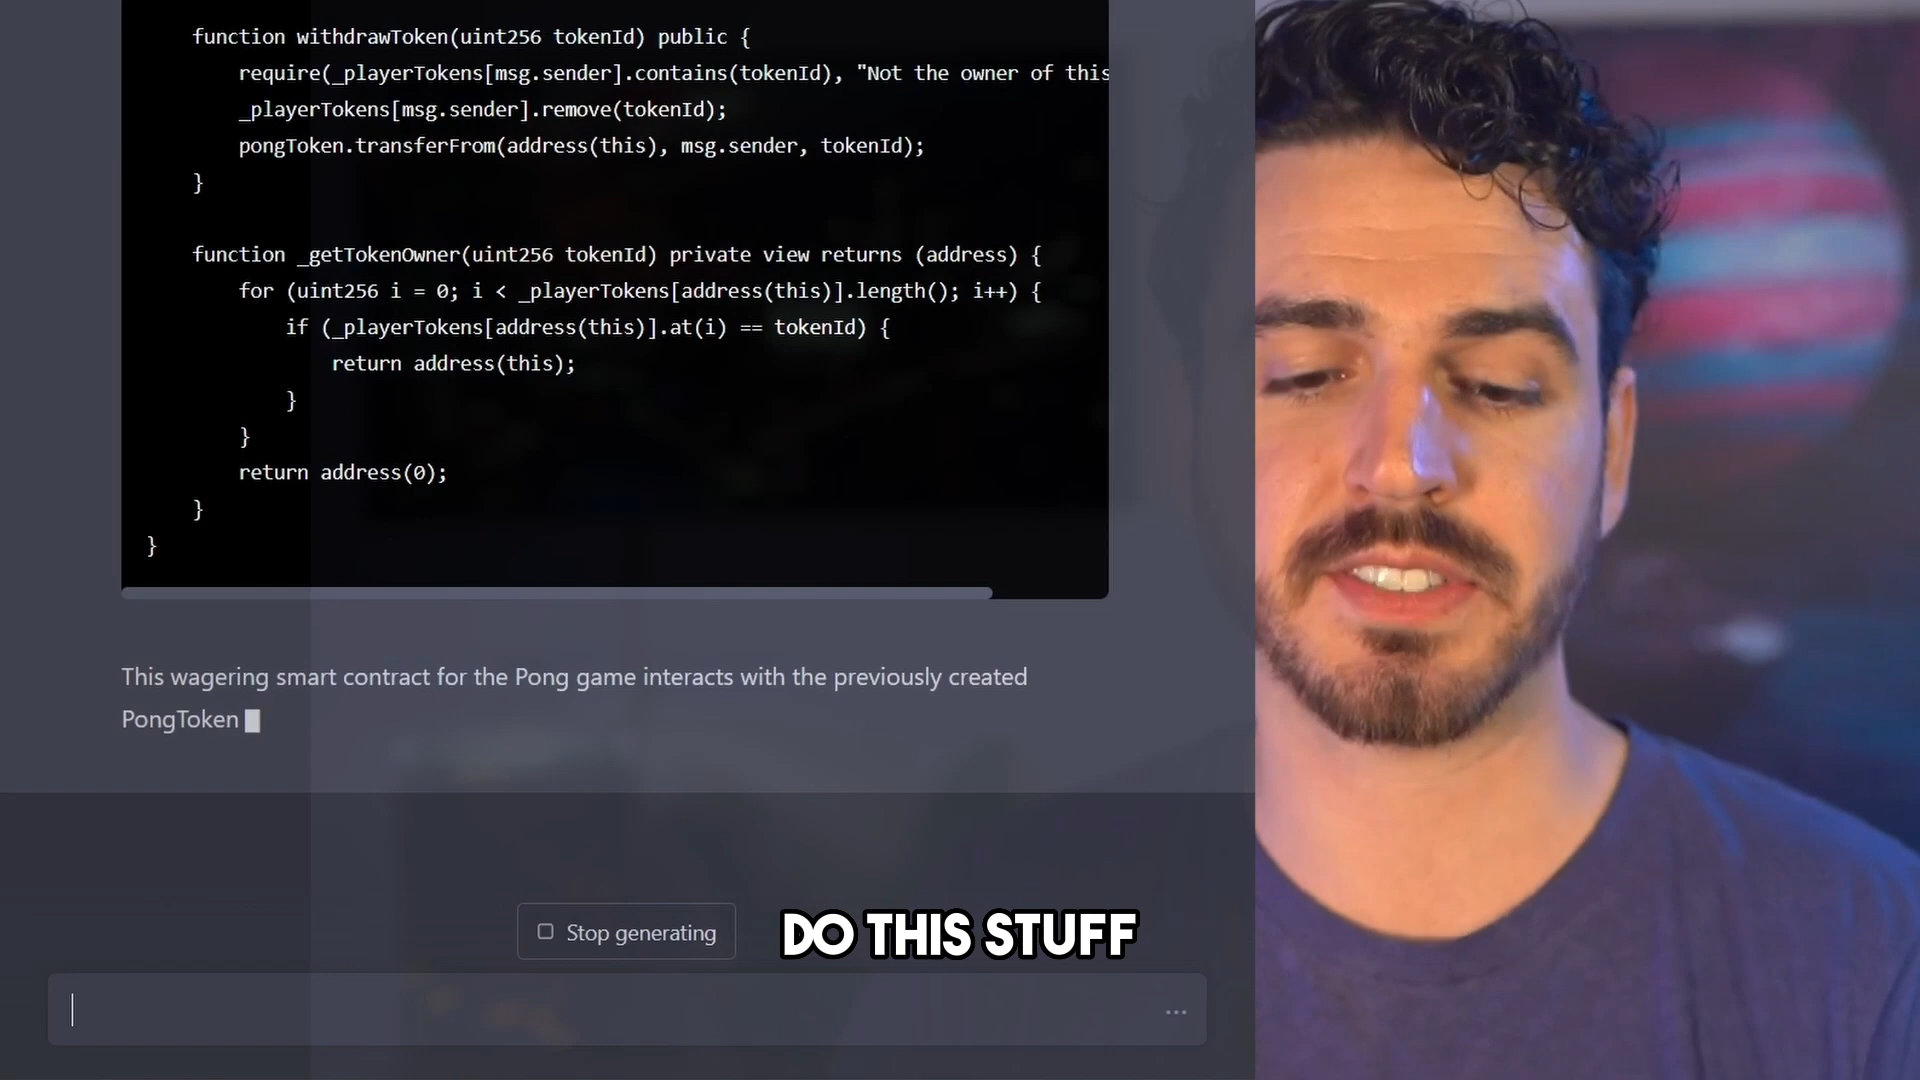 function withdrawToken(uint256 tokenId) public {
require(_playerTokens[msg.sender].contains(tokenId), "Not the owner of this
_playerTokens[msg.sender].remove(tokenId);
pongToken.transferFrom(address(this), msg.sender, tokenId);
}
function _getTokenOwner(uint256 tokenId) private view returns (address) {
for (uint256 i = 0; i < _playerTokens[address(this)].length(); i++) {
if (_playerTokens[address(this)].at(i) == tokenId) {
return address(this);
}
}
return address(0);
}
}
This wagering smart contract for the Pong game interacts with the previously created
PongToken
Stop generating
DO THIS STUFF
...